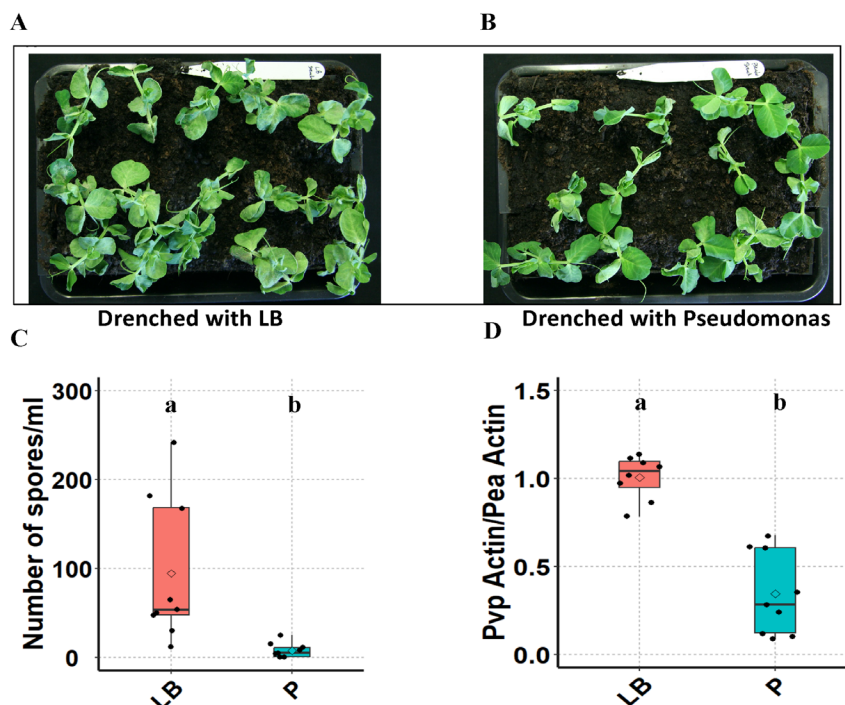 A
B
Drenched with LB
Drenched with Pseudomonas
C
D
Number of spores/ml
300
200
100
0
a
b
LB
P
Pvp Actin/Pea Actin
1.5
1.0
0.5
0.0
a
b
LB
P